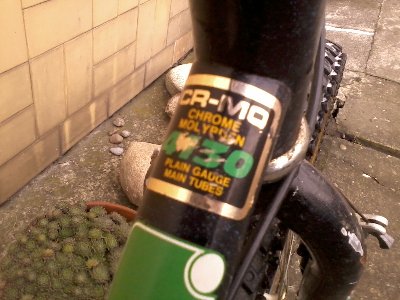 CR-MO
CHROME
MOLYBDEN
4130
PLAIN GAUGE
MAIN TUBES